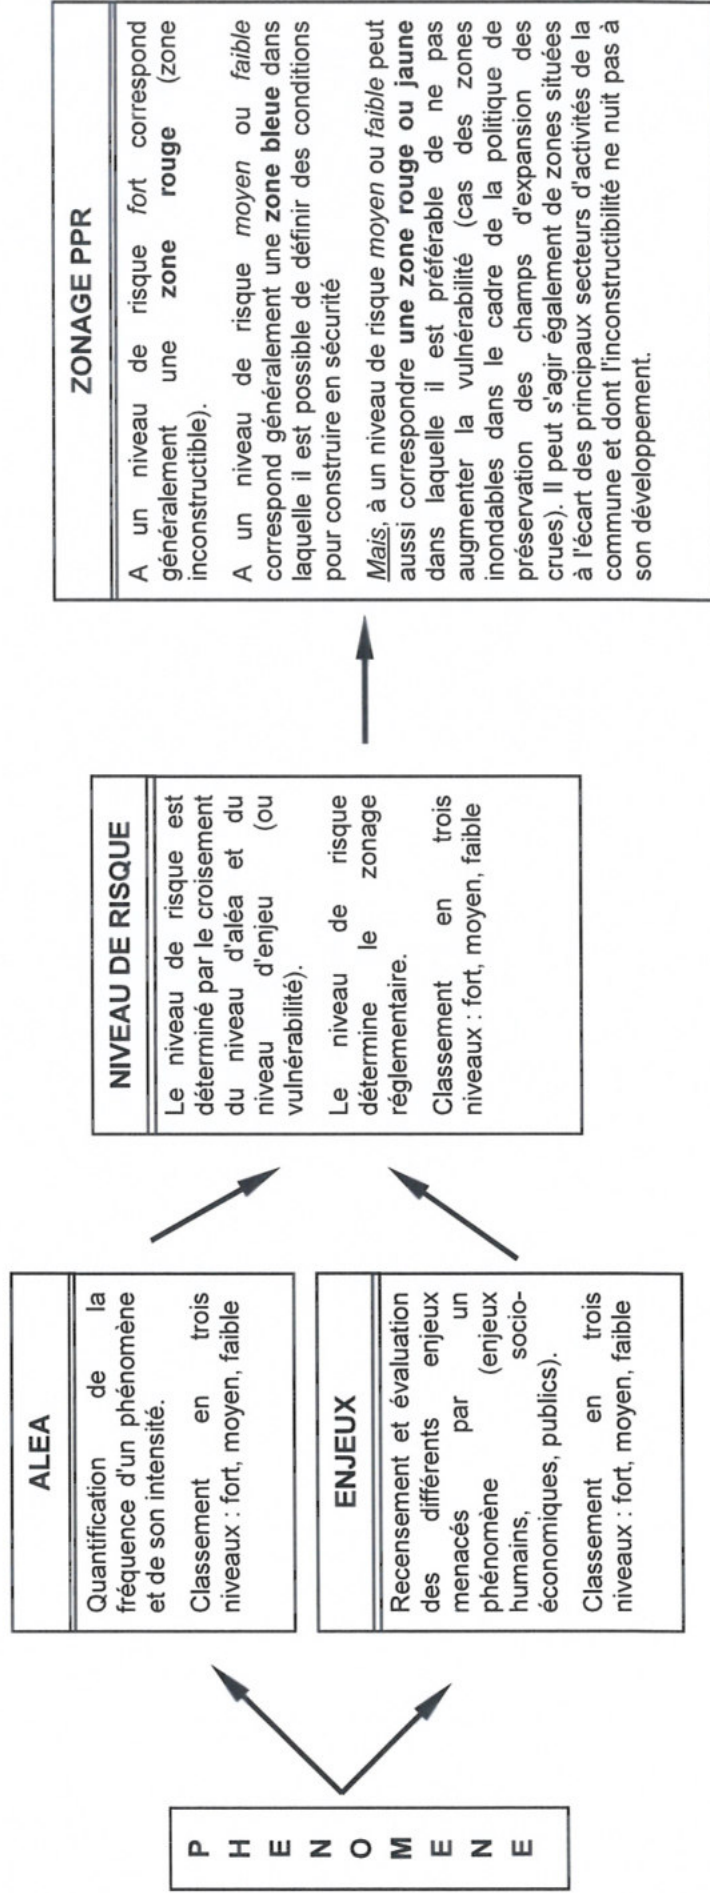 P
H
E
N
O
M
E
N
E
ALEA
Quantification de la
fréquence d'un phénomène
et de son intensité.
Classement en trois
niveaux : fort, moyen, faible
ENJEUX
Recensement et évaluation
des différents enjeux
menacés par un
phénomène (enjeux
humains, socio-
économiques, publics).
Classement en trois
niveaux : fort, moyen, faible
NIVEAU DE RISQUE
Le niveau de risque est
déterminé par le croisement
du niveau d'aléa et du
niveau d'enjeu (ou
vulnérabilité).
Le niveau de risque
détermine le zonage
réglementaire.
Classement en trois
niveaux : fort, moyen, faible
ZONAGE PPR
A un niveau de risque fort correspond
généralement une zone rouge (zone
inconstructible).
A un niveau de risque moyen ou faible
correspond généralement une zone bleue dans
laquelle il est possible de définir des conditions
pour construire en sécurité
Mais, à un niveau de risque moyen ou faible peut
aussi correspondre une zone rouge ou jaune
dans laquelle il est préférable de ne pas
augmenter la vulnérabilité (cas des zones
inondables dans le cadre de la politique de
préservation des champs d'expansion des
crues). Il peut s'agir également de zones situées
à l'écart des principaux secteurs d'activités de la
commune et dont l'inconstructibilité ne nuit pas à
son développement.